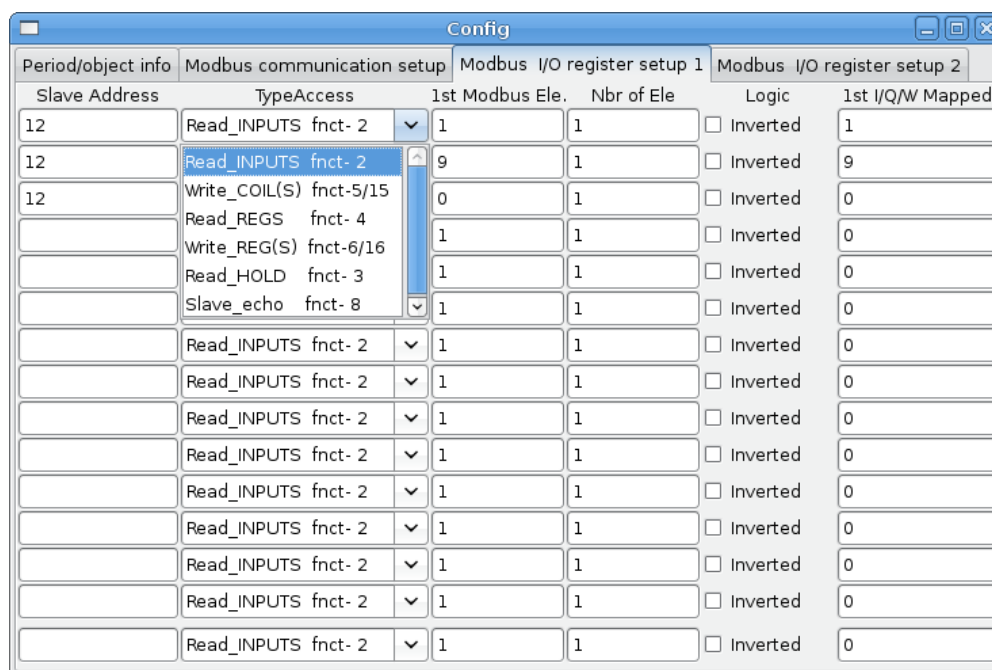 Config
Period/object info Modbus communication setup Modbus I/O register setup 1 Modbus I/O register setup 2
Slave Address TypeAccess 1st Modbus Ele. Nbr of Ele Logic 1st I/Q/W Mapped
12 Read_INPUTS fnct- 2 1 1 Inverted 1
12 Read_INPUTS fnct- 2 9 1 Inverted 9
Write_COIL(S) fnct-5/15
12 0 1 Inverted 0
Read_REGS fnct- 4
1 1 Inverted 0
Write_REG(S) fnct-6/16
Read_HOLD fnct- 3 1 1 Inverted 0
Slave_echo fnct- 8 1 1 Inverted 0
Read_INPUTS fnct- 2 1 1 Inverted 0
Read_INPUTS fnct- 2 1 1 Inverted 0
Read_INPUTS fnct- 2 1 1 Inverted 0
Read_INPUTS fnct- 2 1 1 Inverted 0
Read_INPUTS fnct- 2 1 1 Inverted 0
Read_INPUTS fnct- 2 1 1 Inverted 0
Read_INPUTS fnct- 2 1 1 Inverted 0
Read_INPUTS fnct- 2 1 1 Inverted 0
Read_INPUTS fnct- 2 1 1 Inverted 0